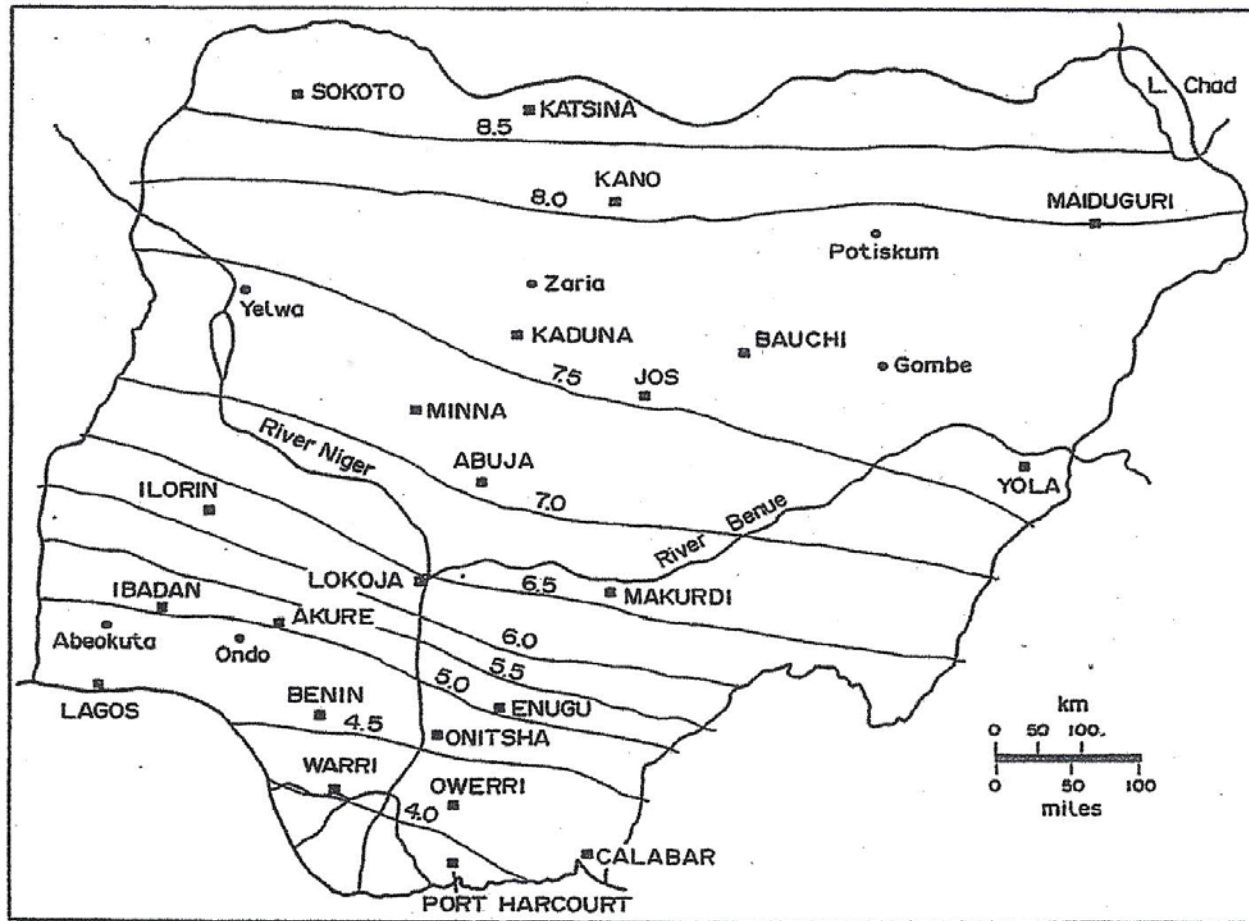 SOKOTO
KATSINA
L. Chad
8.5
KANO
8.0
MAIDUGURI
Potiskum
Zaria
Yelwa
KADUNA
BAUCHI
JOS
Gombe
7.5
MINNA
River Niger
ABUJA
YOLA
ILORIN
7.0
River Benue
LOKOJA
6.5
MAKURDI
IBADAN
AKURE
Abeokuta
Ondo
6.0
5.5
5.0
BENIN
ENUGU
LAGOS
4.5
ONITSHA
km
0 50 100
0 50 100
miles
WARRI
OWERRI
4.0
CALABAR
PORT HARCOURT